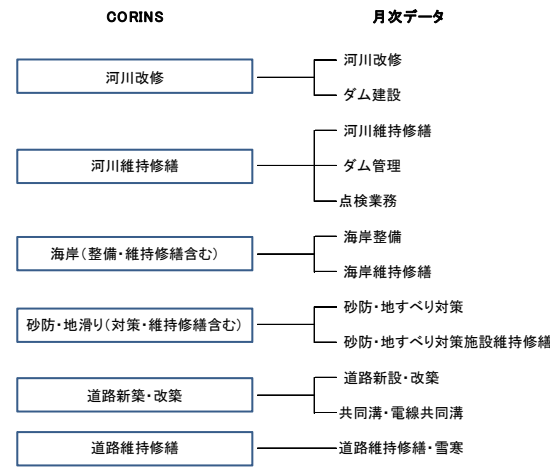 CORINS
月次データ
河川改修
河川改修
ダム建設
河川維持修繕
河川維持修繕
ダム管理
点検業務
海岸（整備・維持修繕含む）
海岸整備
海岸維持修繕
砂防・地滑り（対策・維持修繕含む）
砂防・地すべり対策
砂防・地すべり対策施設維持修繕
道路新築・改築
道路新設・改築
共同溝・電線共同溝
道路維持修繕
道路維持修繕・雪寒